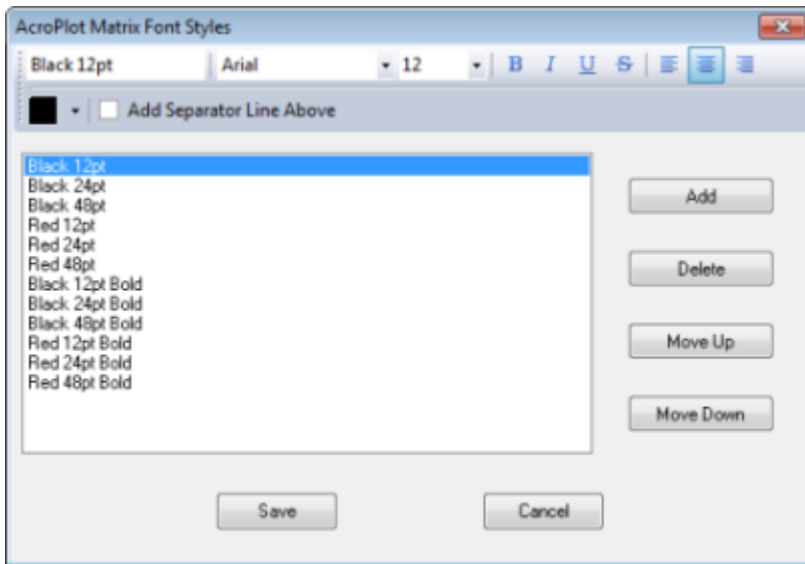 AcroPlot Matrix Font Styles
Black 12pt Arial 12 B I U S
Add Separator Line Above
Black 12pt
Black 24pt
Black 48pt
Red 12pt
Red 24pt
Red 48pt
Black 12pt Bold
Black 24pt Bold
Black 48pt Bold
Red 12pt Bold
Red 24pt Bold
Red 48pt Bold
Add
Delete
Move Up
Move Down
Save Cancel